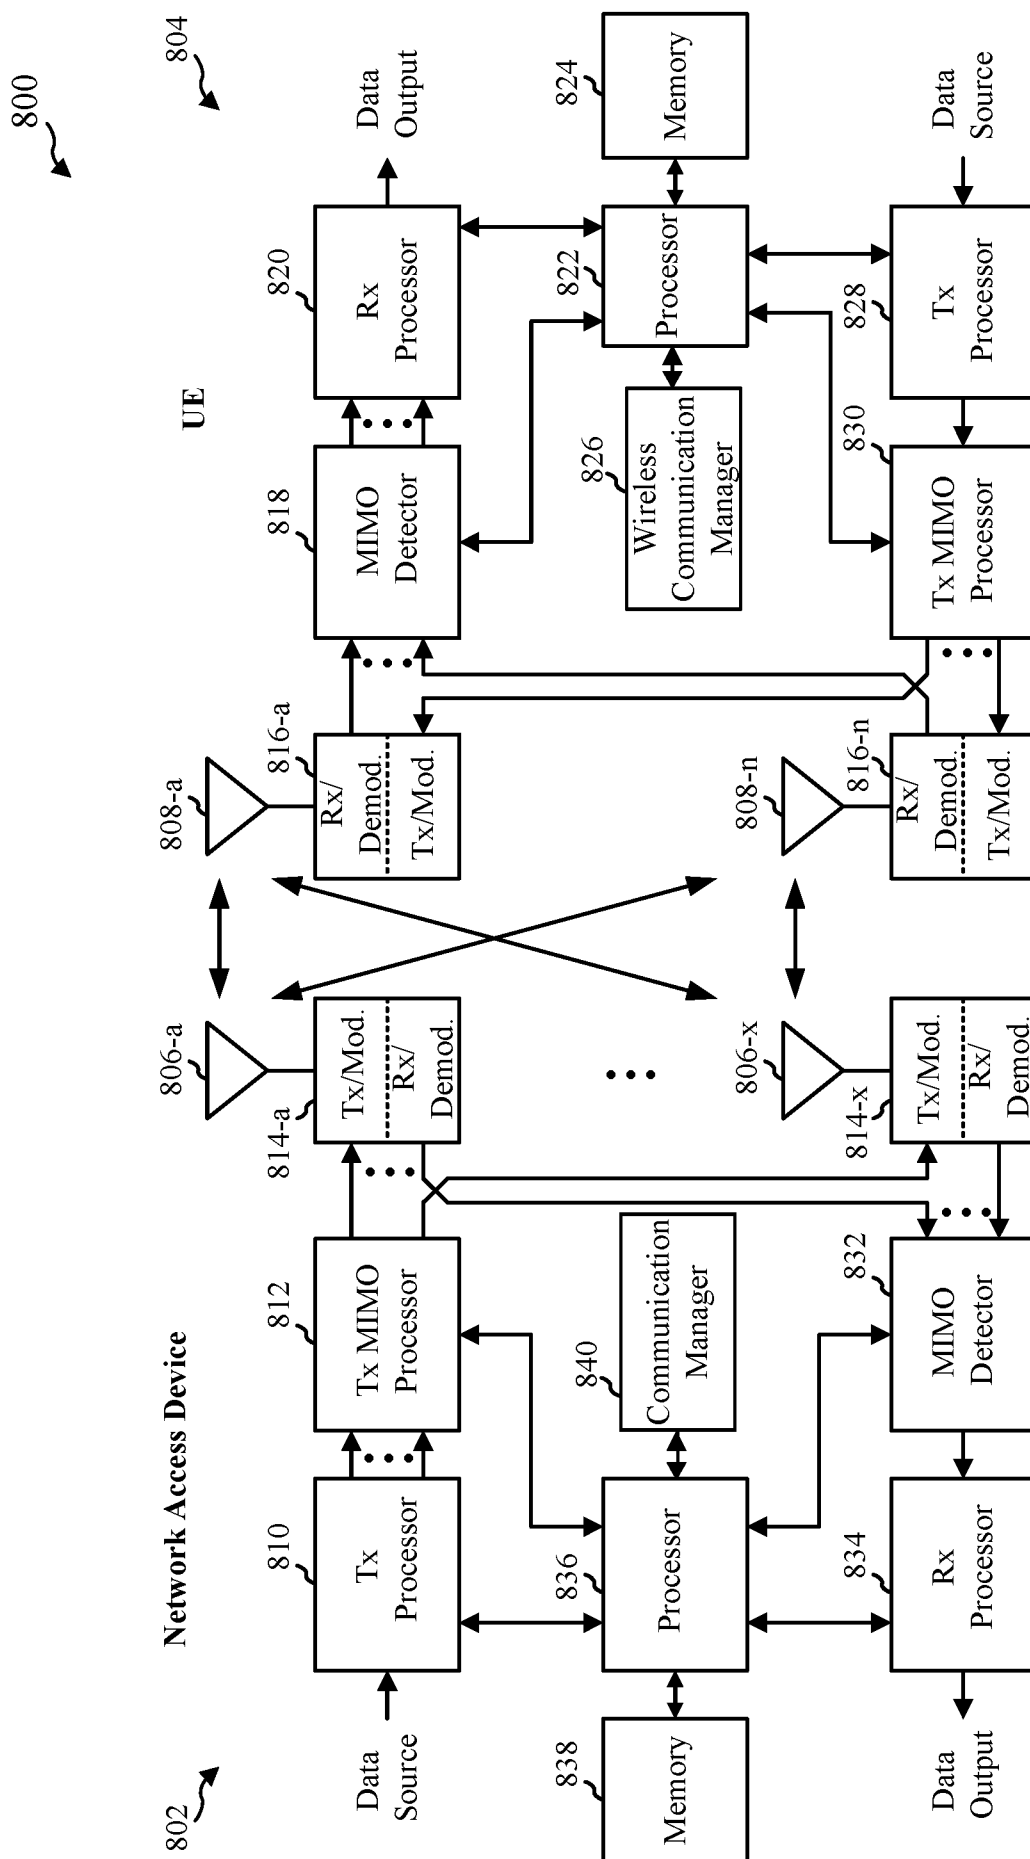 800
802
Network Access Device
UE
804
806-a
808-a
Data
Source
810
Tx
Processor
812
Tx MIMO
Processor
814-a
Tx/Mod.
Rx/
Demod.
816-a
Rx/
Demod.
Tx/Mod.
818
MIMO
Detector
820
Rx
Processor
Data
Output
838
Memory
836
Processor
840
Communication
Manager
826
Wireless
Communication
Manager
822
Processor
824
Memory
806-x
808-n
Data
Output
834
Rx
Processor
832
MIMO
Detector
814-x
Tx/Mod.
Rx/
Demod.
816-n
Rx/
Demod.
Tx/Mod.
830
Tx MIMO
Processor
828
Tx
Processor
Data
Source